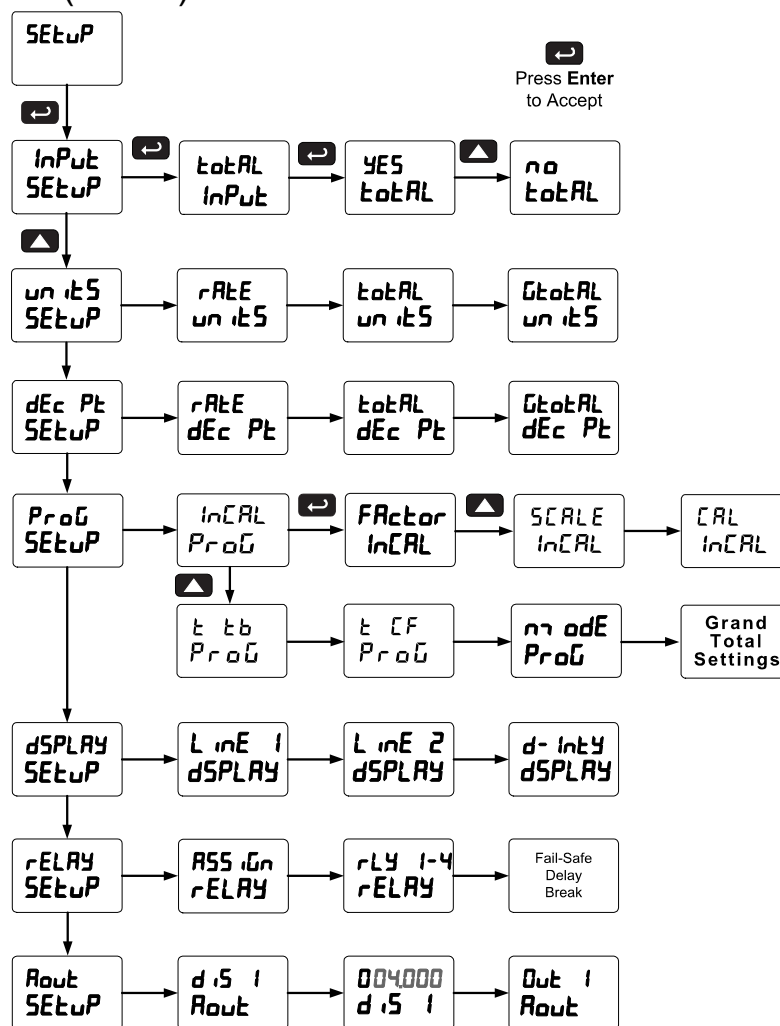 SEtuP
Press Enter
to Accept
InPut
SEtuP
totAL
InPut
YES
totAL
no
totAL
unitS
SEtuP
rAtE
unitS
totAL
unitS
GtotAL
unitS
dEc Pt
SEtuP
rAtE
dEc Pt
totAL
dEc Pt
GtotAL
dEc Pt
ProG
SEtuP
InCAL
ProG
FActor
InCAL
SCALE
InCAL
CAL
InCAL
t tb
ProG
t CF
ProG
modE
ProG
Grand
Total
Settings
dSPLAY
SEtuP
LinE 1
dSPLAY
LinE 2
dSPLAY
d-IntY
dSPLAY
rELAY
SEtuP
ASSiGn
rELAY
rLY 1-4
rELAY
Fail-Safe
Delay
Break
Aout
SEtuP
diS 1
Aout
004.000
diS 1
Out 1
Aout